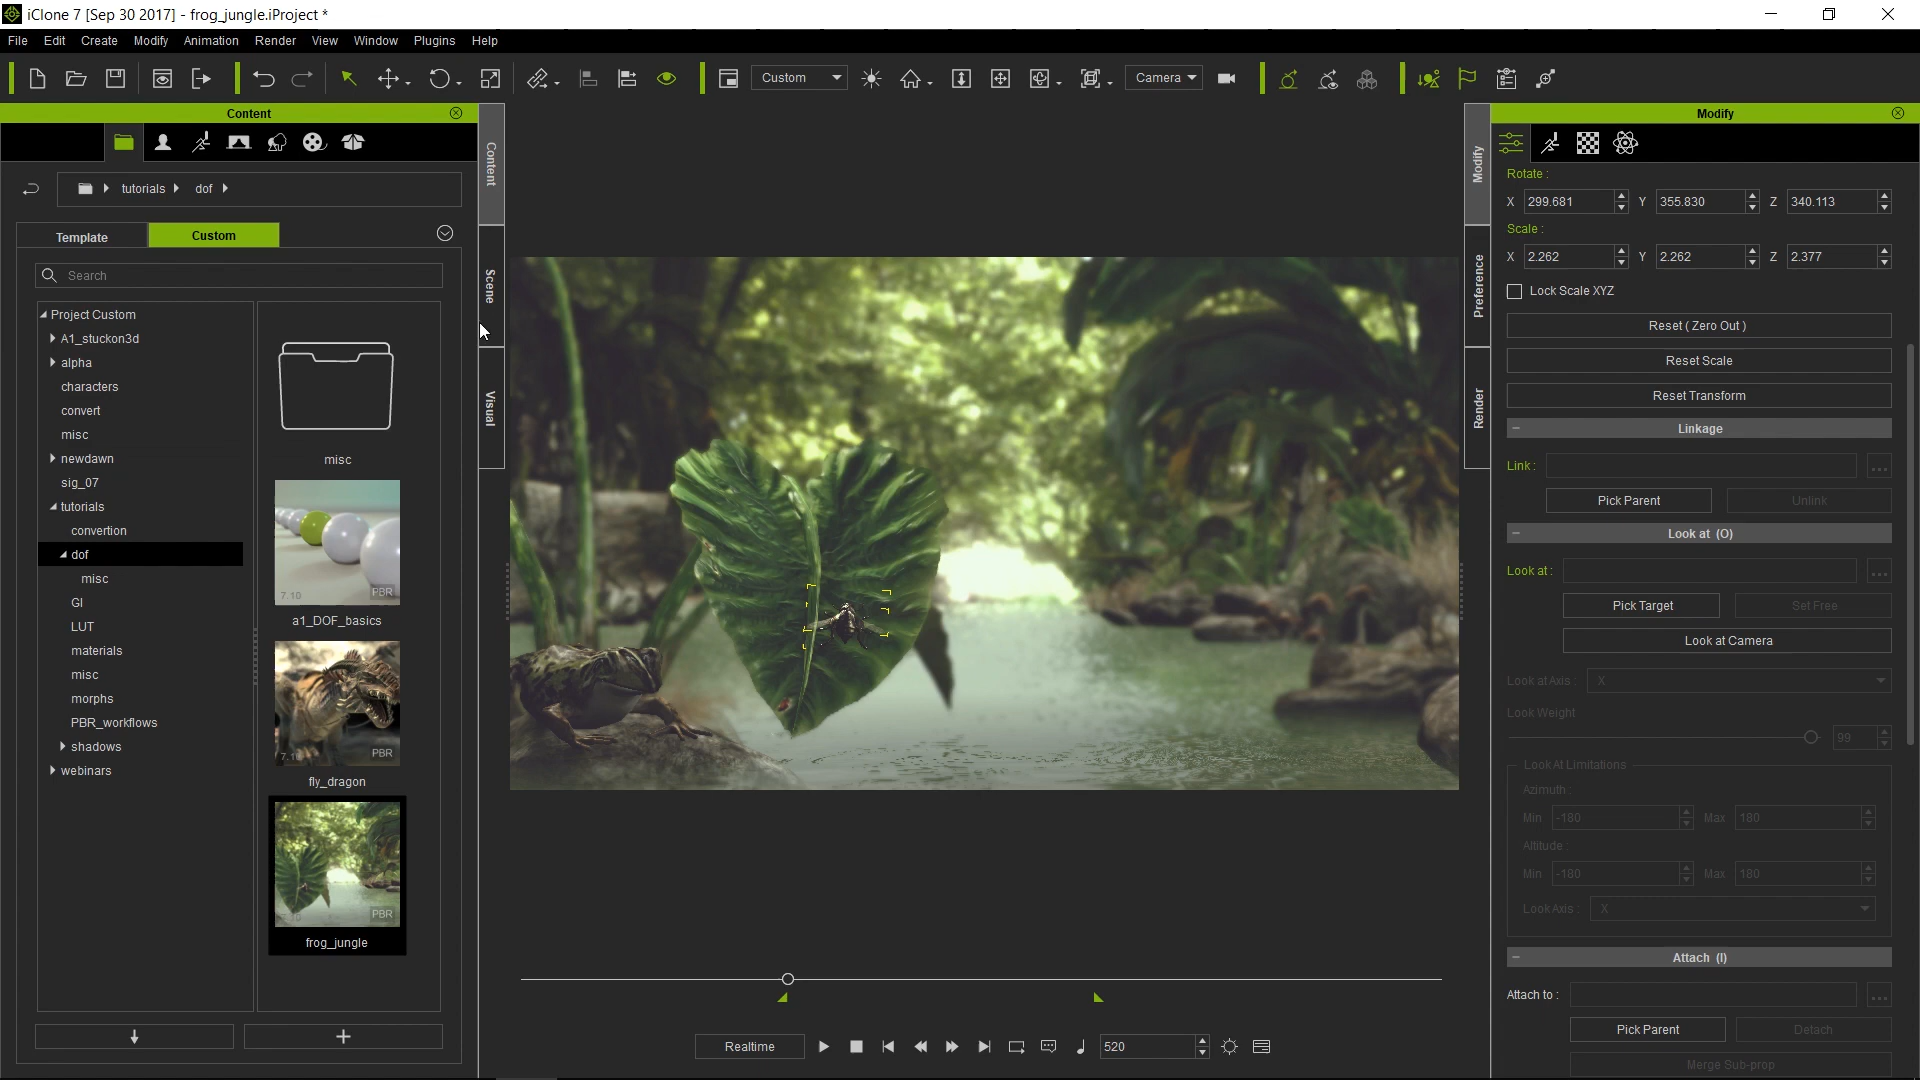 iClone 7 [Sep 30 2017] - frog_jungle.iProject *
File Edit Create Modify Animation Render View Window Plugins Help
Custom Camera
Content
tutorials dof
Template Custom
Search
Project Custom
A1_stuckon3d
alpha
characters
convert
misc
newdawn
sig_07
tutorials
convertion
dof
misc
GI
LUT
materials
misc
morphs
PBR_workflows
shadows
webinars
misc
7.10 PBR
a1_DOF_basics
7.10 PBR
fly_dragon
7.10 PBR
frog_jungle
Content
Scene
Visual
Realtime 520
Modify
Preference
Render
Modify
Rotate :
X 299.681 Y 355.830 Z 340.113
Scale :
X 2.262 Y 2.262 Z 2.377
Lock Scale XYZ
Reset ( Zero Out )
Reset Scale
Reset Transform
Linkage
Link : ...
Pick Parent Unlink
Look at (O)
Look at : ...
Pick Target Set Free
Look at Camera
Look at Axis : X
Look Weight
99
Look At Limitations
Azimuth :
Min -180 Max 180
Altitude :
Min -180 Max 180
Look Axis : X
Attach (I)
Attach to : ...
Pick Parent Detach
Merge Sub-prop